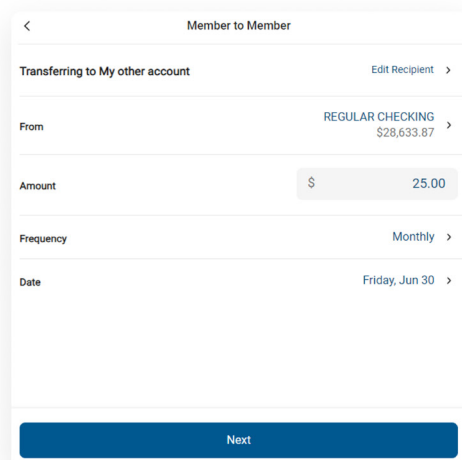 Member to Member
Transferring to My other account
Edit Recipient
From
REGULAR CHECKING
$28,633.87
Amount
$ 25.00
Frequency
Monthly
Date
Friday, Jun 30
Next